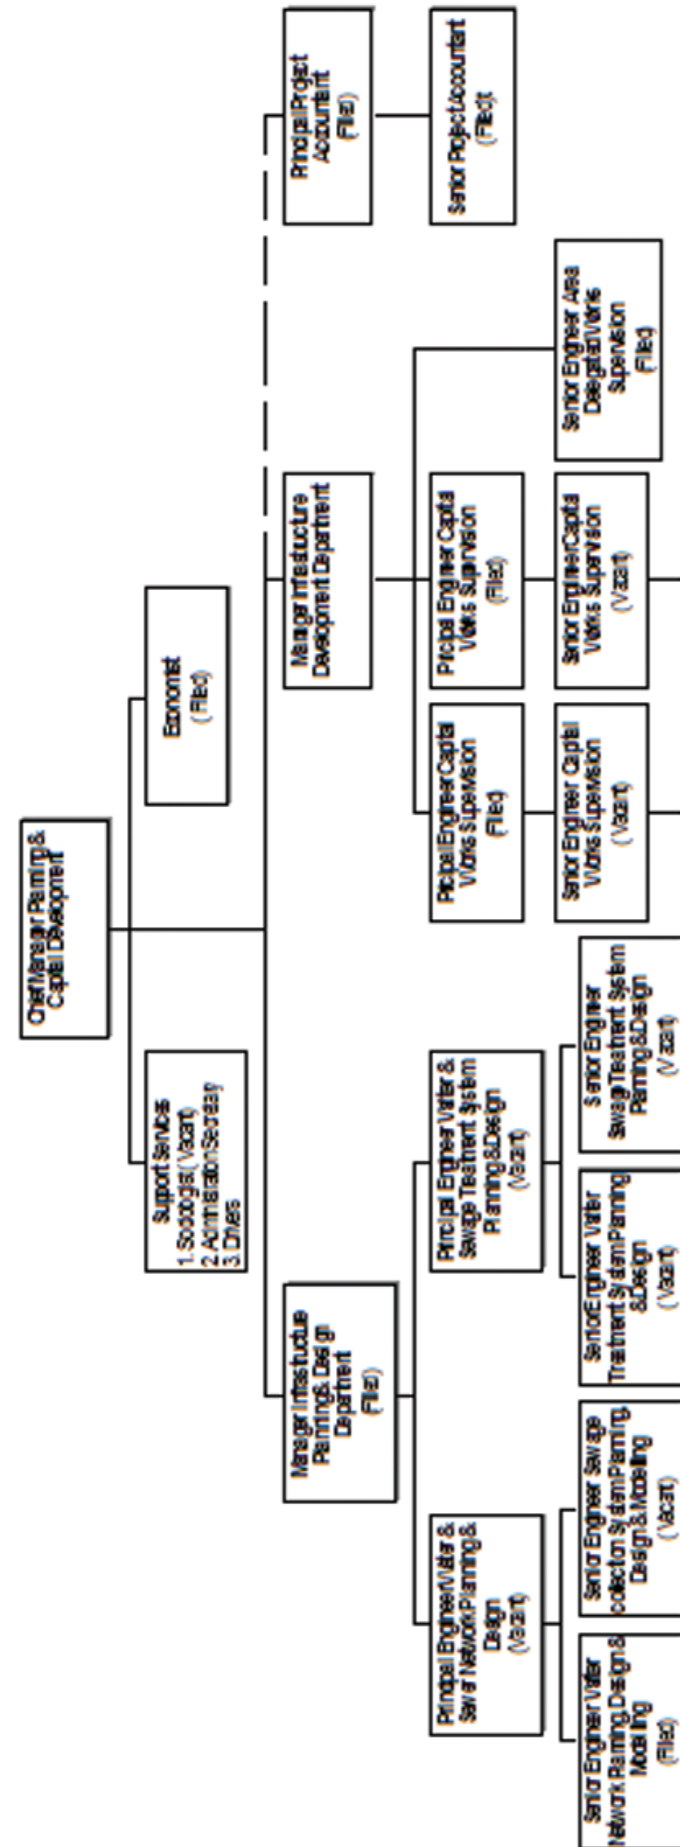 Chief Manager Planning &
Capital Development
Support Services
1. Sociologist ( Vacant)
2. Administration Secretary
3. Drivers
Economist
( Filled)
Manager Infrastructure
Planning & Design
Department
(Filled)
Manager Infrastructure
Development Department
Principal Project
Accountant
(Filled)
Principal Engineer Water &
Sewer Network Planning &
Design
(Vacant)
Principal Engineer Water &
Sewage Treatment System
Planning & Design
(Vacant)
Pricipal Engineer Capital
Works Supervision
(Filled)
Pricipal Engineer Capital
Works Supervision
(Filled)
Senior Project Accountant
( Filled)t
Senior Engineer Water
Network Planning, Design &
Modelling
(Filled)
Senior Engineer Sewage
collection System Planning,
Design & Modelling
( Vacant)
Senior Engineer Water
Treatment System Planning
& Design
( Vacant)
Senior Engineer
Sewage Treatment System
Planning & Design
(Vacant)
Senior Engineer Capital
Works Supervision
( Vacant)
Senior Engineer Capital
Works Supervision
( Vacant)
Senior Engineer Area
Delegated Works
Supervision
(Filled)